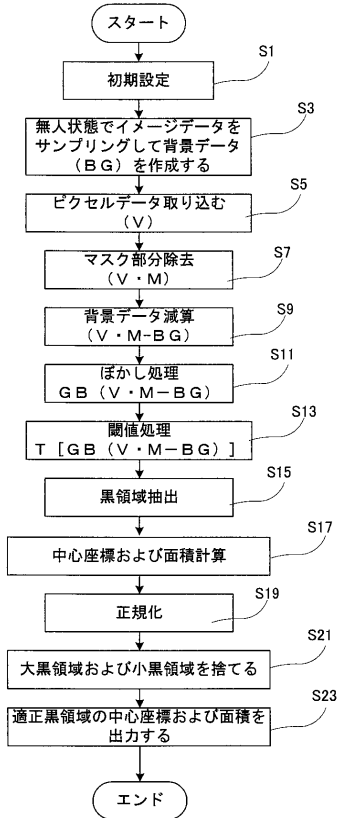 スタート
S1
初期設定
S3
無人状態でイメージデータを
サンプリングして背景データ
(BG)を作成する
S5
ピクセルデータ取り込む
(V)
S7
マスク部分除去
(V・M)
S9
背景データ減算
(V・M-BG)
S11
ぼかし処理
GB(V・M-BG)
S13
閾値処理
T[GB(V・M-BG)]
S15
黒領域抽出
S17
中心座標および面積計算
S19
正規化
S21
大黒領域および小黒領域を捨てる
S23
適正黒領域の中心座標および面積を
出力する
エンド